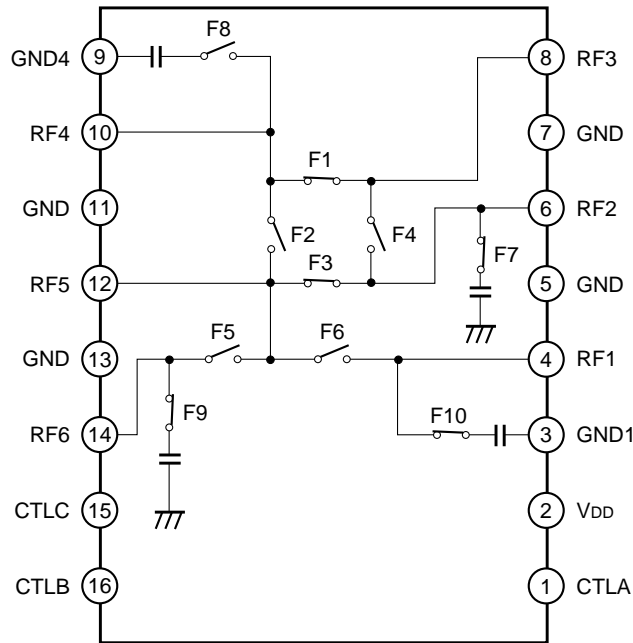 F8
GND4 9
8 RF3
RF4 10
7 GND
F1
GND 11
6 RF2
F2
F4
F7
F3
RF5 12
5 GND
F5
F6
GND 13
4 RF1
F9
F10
RF6 14
3 GND1
CTLC 15
2 VDD
CTLB 16
1 CTLA